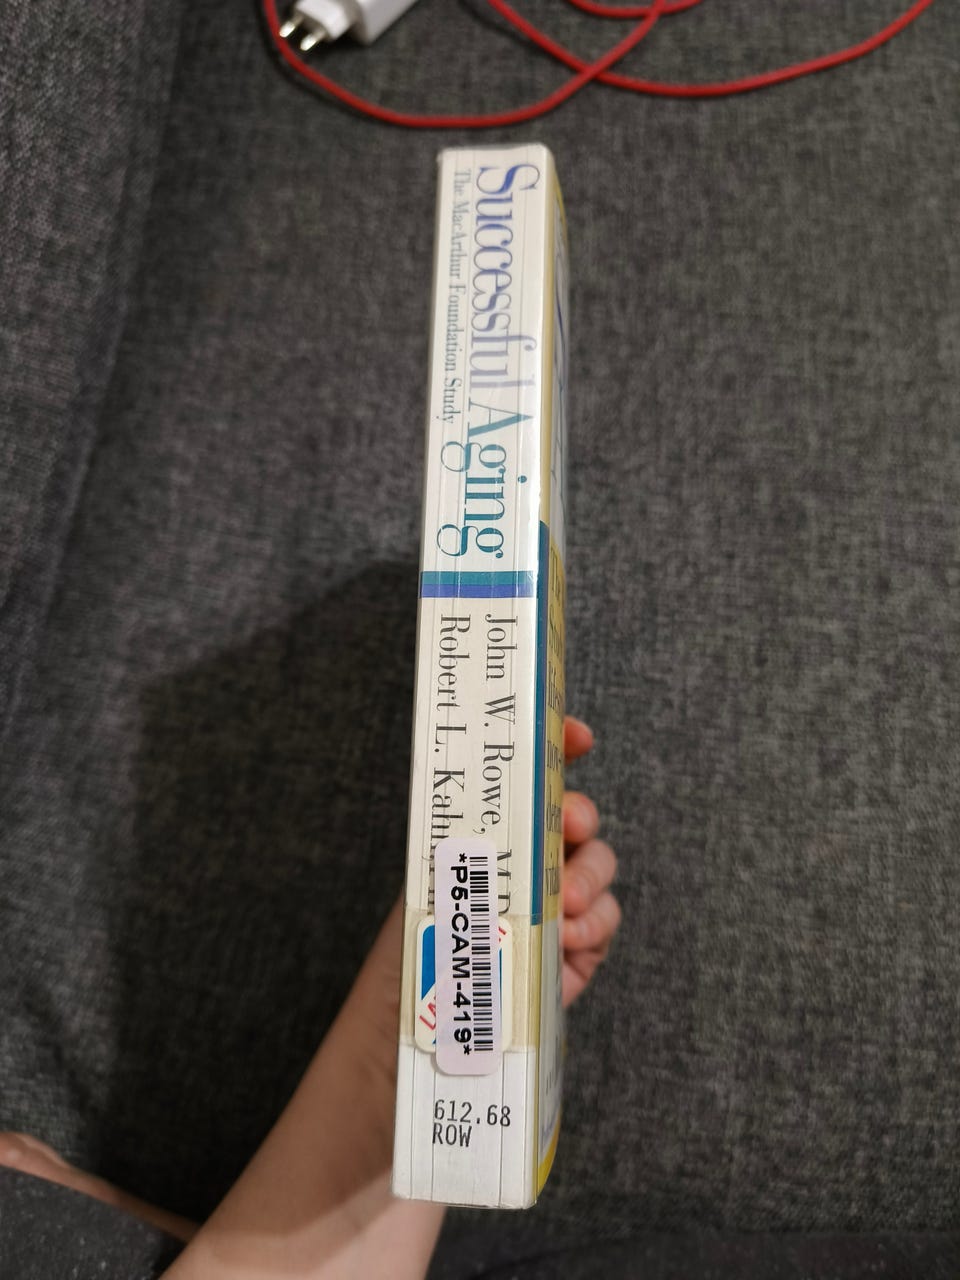 Successful Aging
The MacArthur Foundation Study
John W. Rowe, M.D.
Robert L. Kahn,
*P5-CAM-419*
612.68
ROW